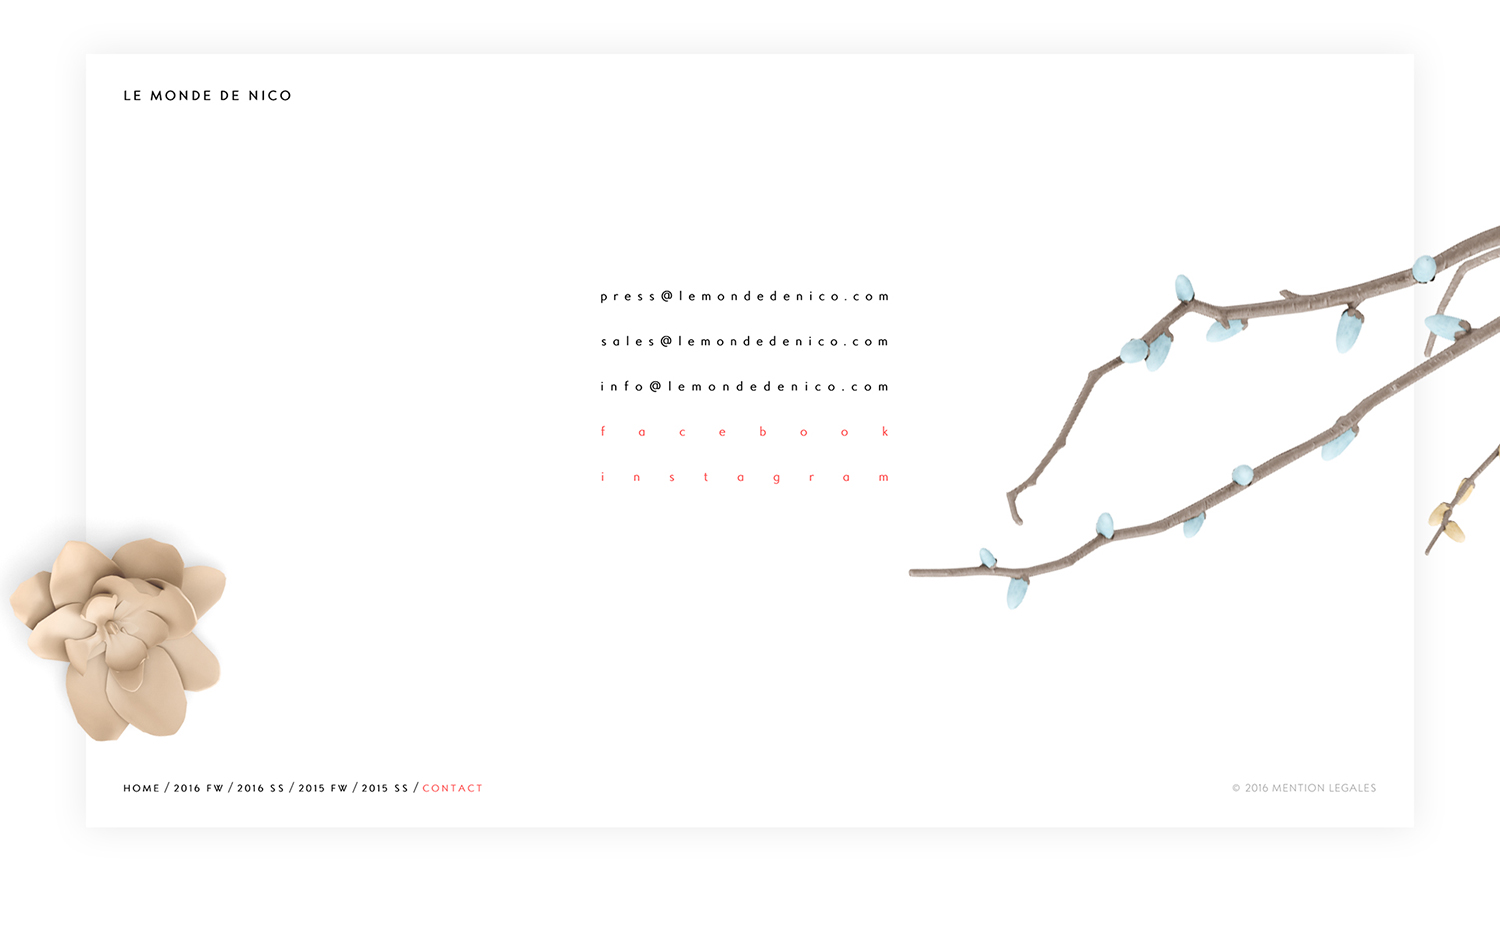 LE MONDE DE NICO
press@lemondedenico.com
sales@lemondedenico.com
info@lemondedenico.com
facebook
instagram
HOME / 2016 FW / 2016 SS / 2015 FW / 2015 SS / CONTACT
© 2016 MENTION LEGALES